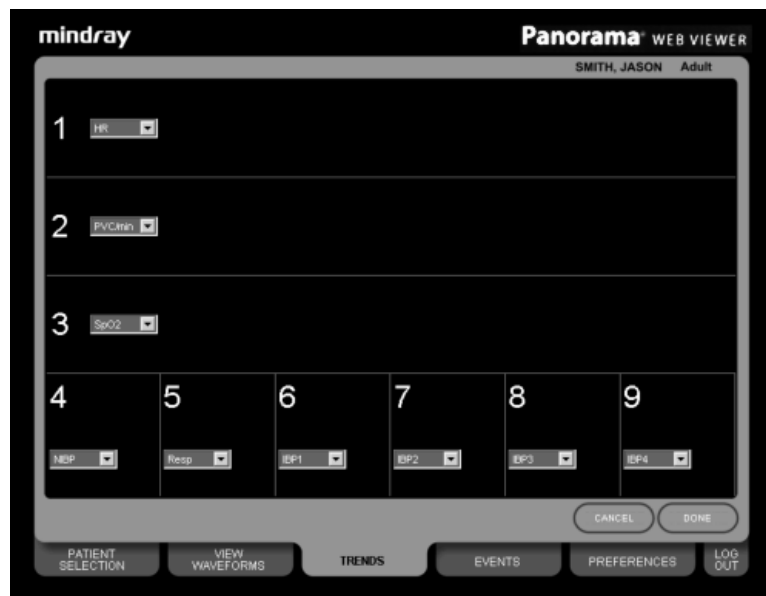 mindray
Panorama WEB VIEWER
SMITH, JASON Adult
1 HR
2 PVC/min
3 SpO2
4 5 6 7 8 9
NIBP Resp IBP1 IBP2 IBP3 IBP4
CANCEL DONE
PATIENT SELECTION VIEW WAVEFORMS TRENDS EVENTS PREFERENCES LOG OUT